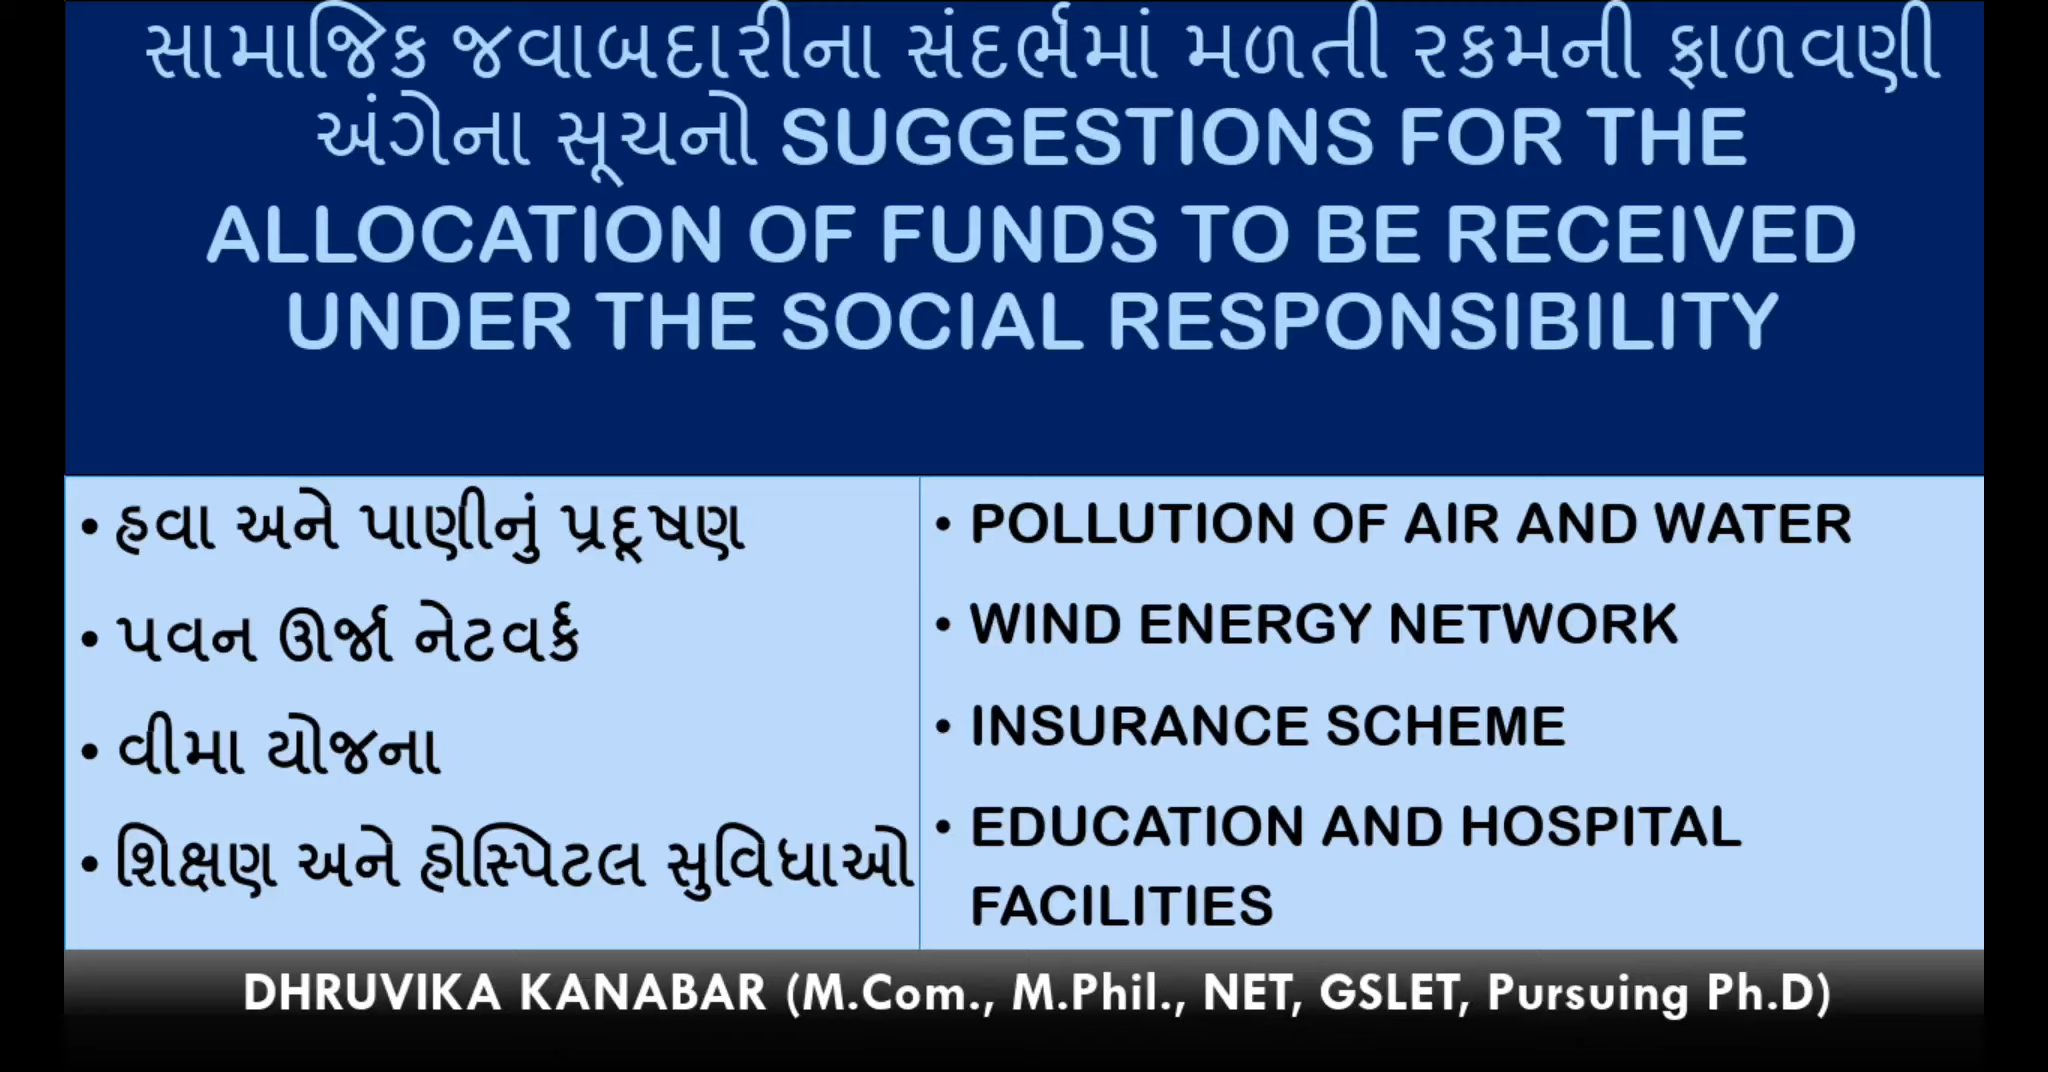 સામાજિક જવાબદારીના સંદર્ભમાં મળતી રકમની ફાળવણી
અંગેના સૂચનો SUGGESTIONS FOR THE
ALLOCATION OF FUNDS TO BE RECEIVED
UNDER THE SOCIAL RESPONSIBILITY
• હવા અને પાણીનું પ્રદૂષણ
• પવન ઊર્જા નેટવર્ક
• વીમા યોજના
• શિક્ષણ અને હોસ્પિટલ સુવિધાઓ
• POLLUTION OF AIR AND WATER
• WIND ENERGY NETWORK
• INSURANCE SCHEME
• EDUCATION AND HOSPITAL
FACILITIES
DHRUVIKA KANABAR (M.Com., M.Phil., NET, GSLET, Pursuing Ph.D)